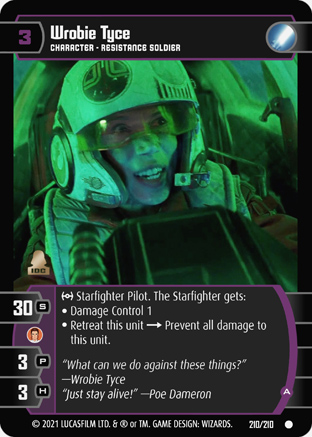 3 Wrobie Tyce
CHARACTER - RESISTANCE SOLDIER
IDC
30 S
Starfighter Pilot. The Starfighter gets:
• Damage Control 1
• Retreat this unit → Prevent all damage to
this unit.
3 P
“What can we do against these things?”
—Wrobie Tyce
3 H
“Just stay alive!” —Poe Dameron
A
© 2021 LUCASFILM LTD. & ® or TM. GAME DESIGN: WIZARDS. 210/210